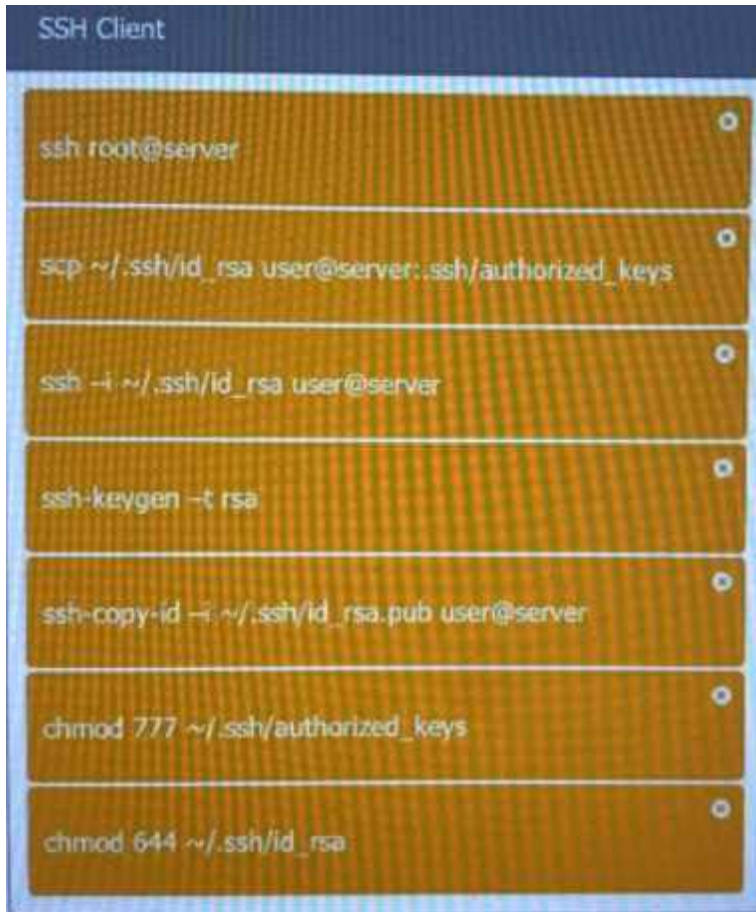 SSH Client
ssh root@server
scp ~/.ssh/id_rsa user@server:.ssh/authorized_keys
ssh –i ~/.ssh/id_rsa user@server
ssh-keygen –t rsa
ssh-copy-id –i ~/.ssh/id_rsa.pub user@server
chmod 777 ~/.ssh/authorized_keys
chmod 644 ~/.ssh/id_rsa